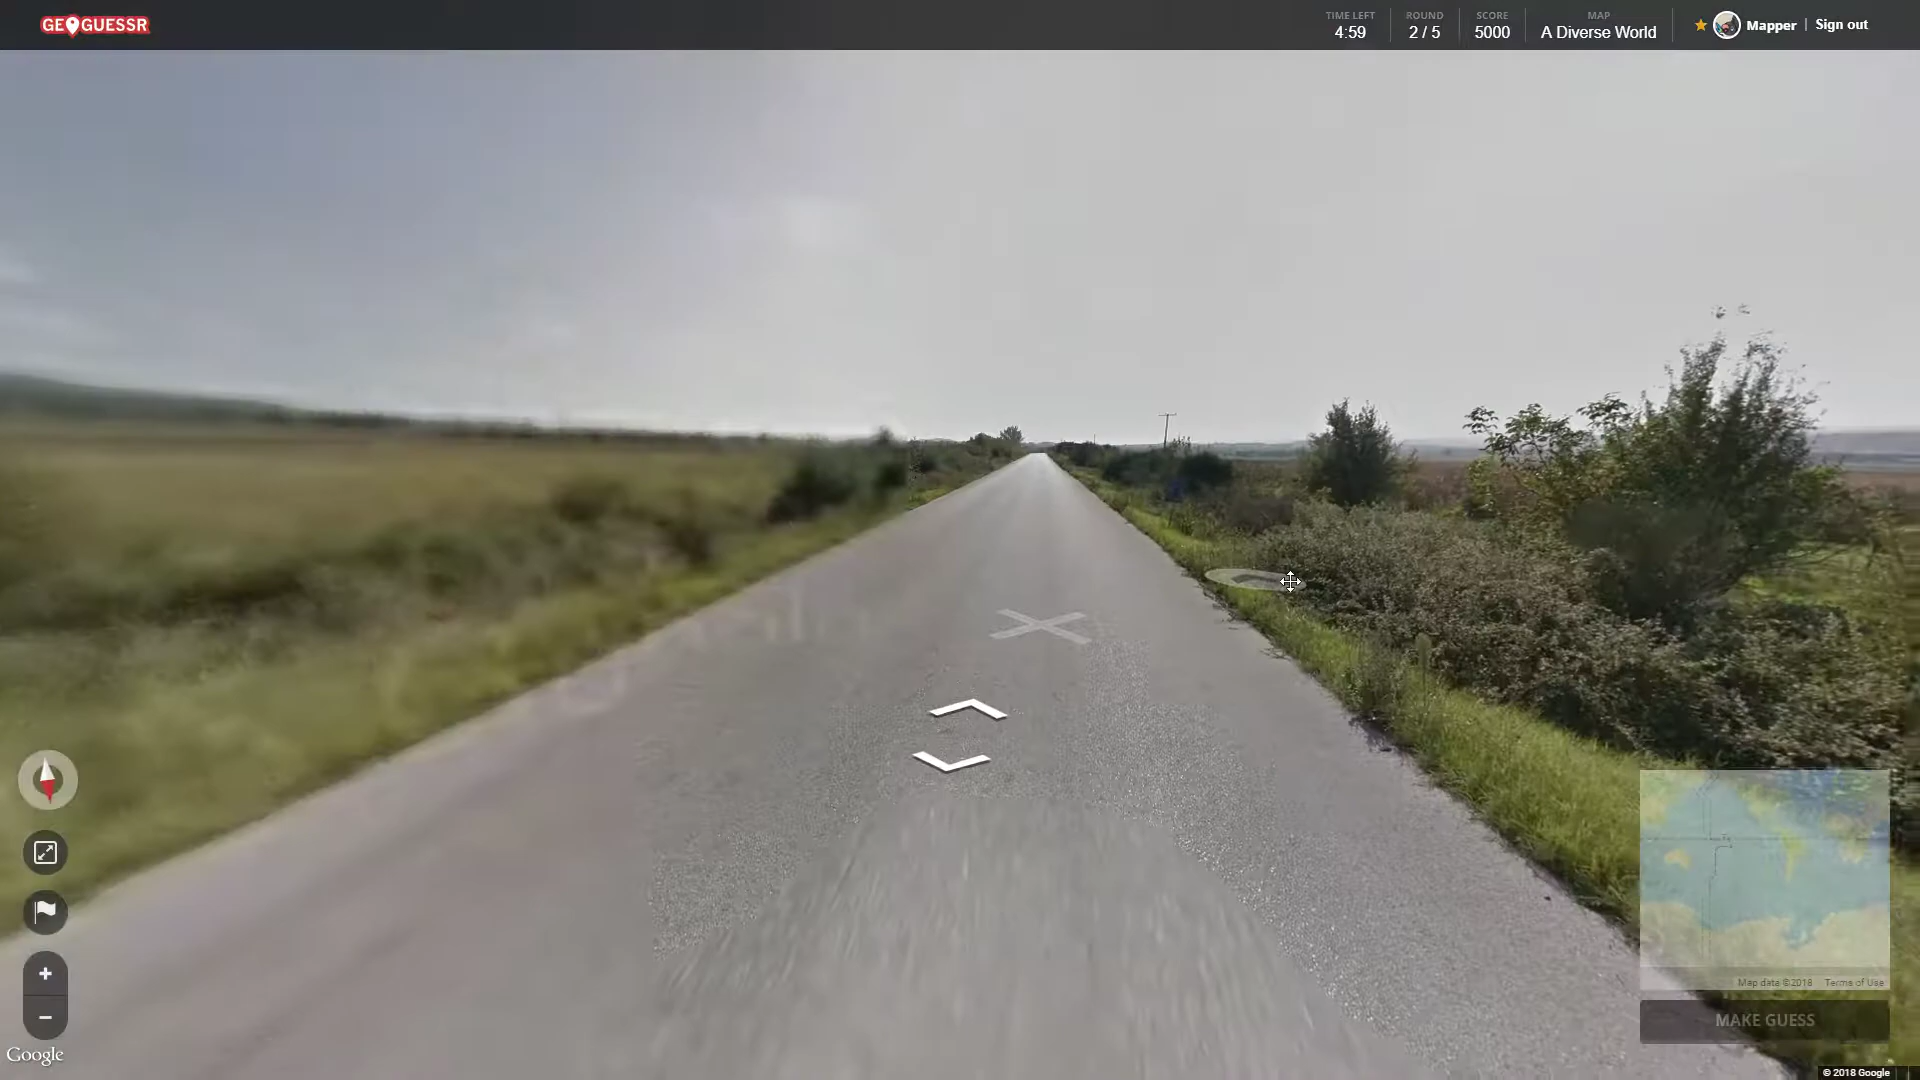 GEOGUESSR
TIME LEFT
4:59
ROUND
2 / 5
SCORE
5000
MAP
A Diverse World
Mapper
Sign out
+
−
Google
Map data ©2018
Terms of Use
MAKE GUESS
© 2018 Google